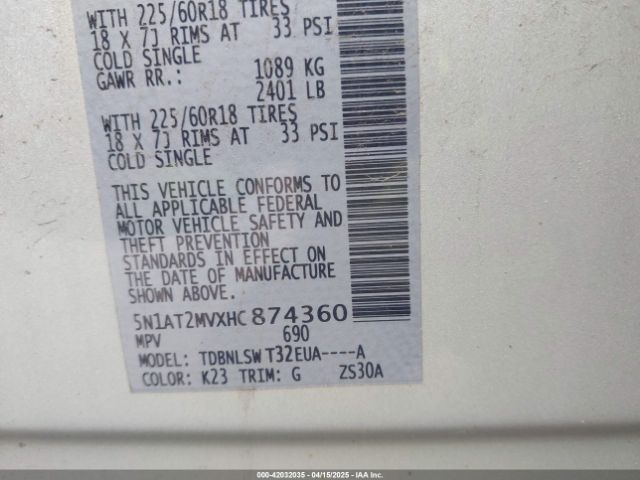 WITH 225/60R18 TIRES
18 X 7J RIMS AT 33 PSI
COLD SINGLE
GAWR RR.: 1089 KG
2401 LB
WITH 225/60R18 TIRES
18 X 7J RIMS AT 33 PSI
COLD SINGLE
THIS VEHICLE CONFORMS TO
ALL APPLICABLE FEDERAL
MOTOR VEHICLE SAFETY AND
THEFT PREVENTION
STANDARDS IN EFFECT ON
THE DATE OF MANUFACTURE
SHOWN ABOVE.
5N1AT2MVXHC874360
MPV 690
MODEL: TDBNLSW T32EUA----A
COLOR: K23 TRIM: G ZS30A
000-42032035 - 04/15/2025 - IAA Inc.